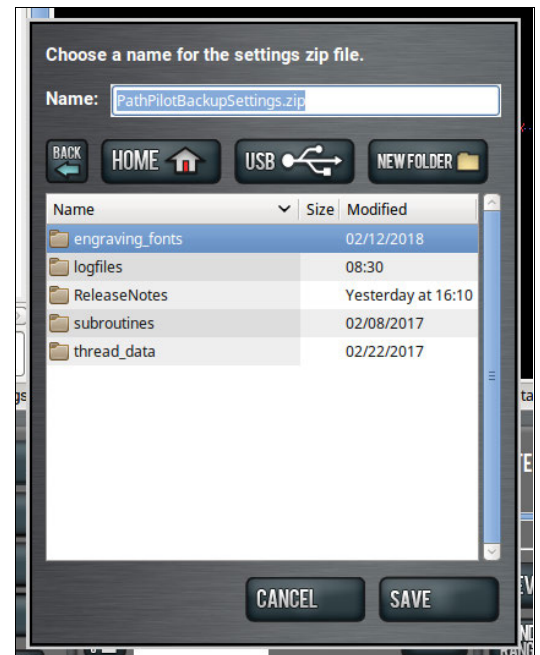 Choose a name for the settings zip file.
Name: PathPilotBackupSettings.zip
BACK HOME USB NEW FOLDER
Name Size Modified
engraving_fonts 02/12/2018
logfiles 08:30
ReleaseNotes Yesterday at 16:10
subroutines 02/08/2017
thread_data 02/22/2017
CANCEL SAVE